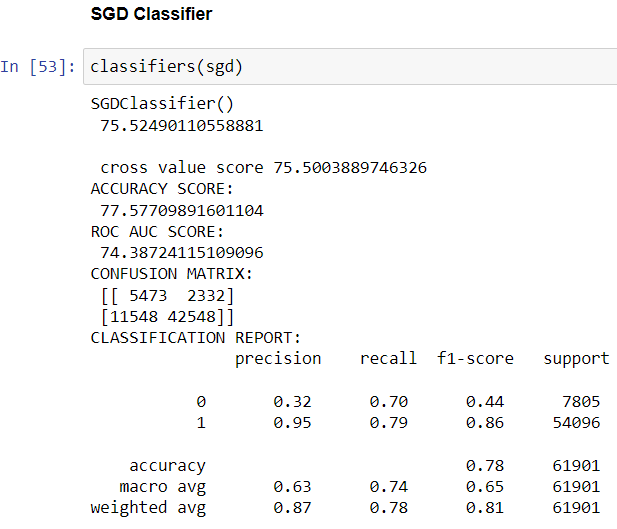 SGD Classifier
In [53]: classifiers(sgd)
SGDClassifier()
75.52490110558881
cross value score 75.5003889746326
ACCURACY SCORE:
77.57709891601104
ROC AUC SCORE:
74.38724115109096
CONFUSION MATRIX:
[[ 5473  2332]
[11548 42548]]
CLASSIFICATION REPORT:
precision    recall  f1-score   support
0       0.32      0.70      0.44      7805
1       0.95      0.79      0.86     54096
accuracy                           0.78     61901
macro avg       0.63      0.74      0.65     61901
weighted avg       0.87      0.78      0.81     61901